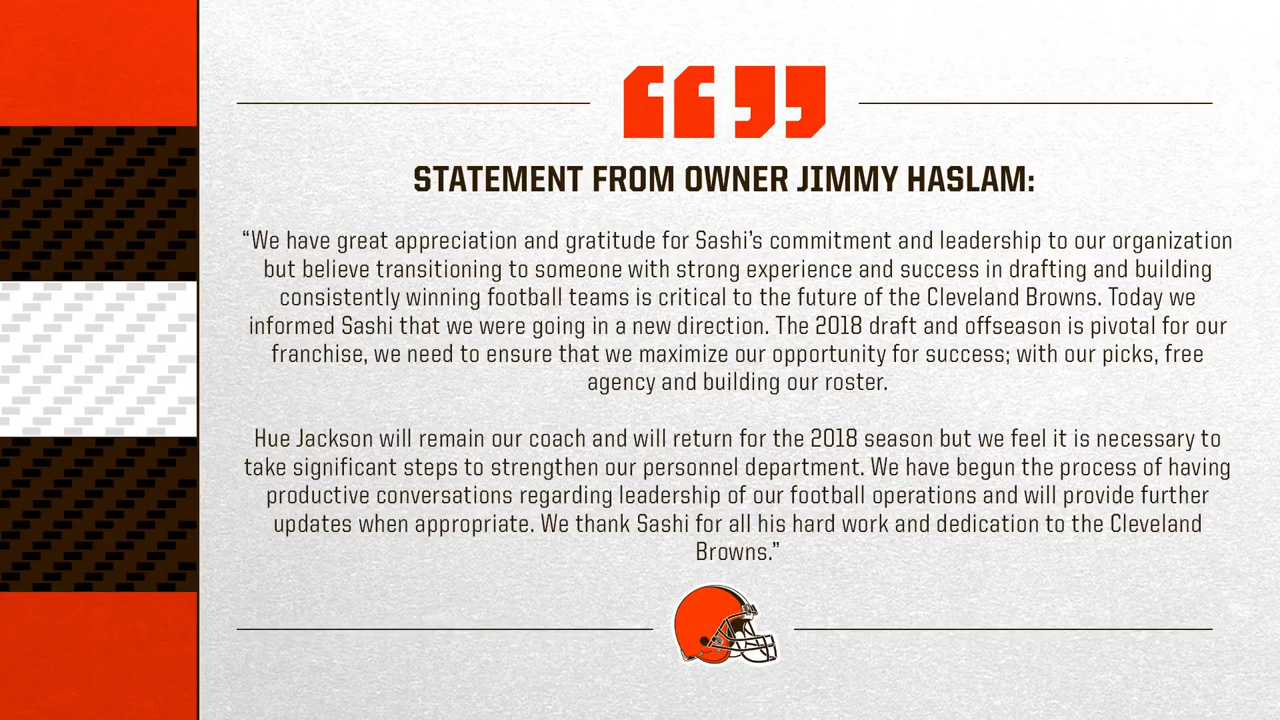 STATEMENT FROM OWNER JIMMY HASLAM:
“We have great appreciation and gratitude for Sashi’s commitment and leadership to our organization
but believe transitioning to someone with strong experience and success in drafting and building
consistently winning football teams is critical to the future of the Cleveland Browns. Today we
informed Sashi that we were going in a new direction. The 2018 draft and offseason is pivotal for our
franchise, we need to ensure that we maximize our opportunity for success; with our picks, free
agency and building our roster.
Hue Jackson will remain our coach and will return for the 2018 season but we feel it is necessary to
take significant steps to strengthen our personnel department. We have begun the process of having
productive conversations regarding leadership of our football operations and will provide further
updates when appropriate. We thank Sashi for all his hard work and dedication to the Cleveland
Browns.”